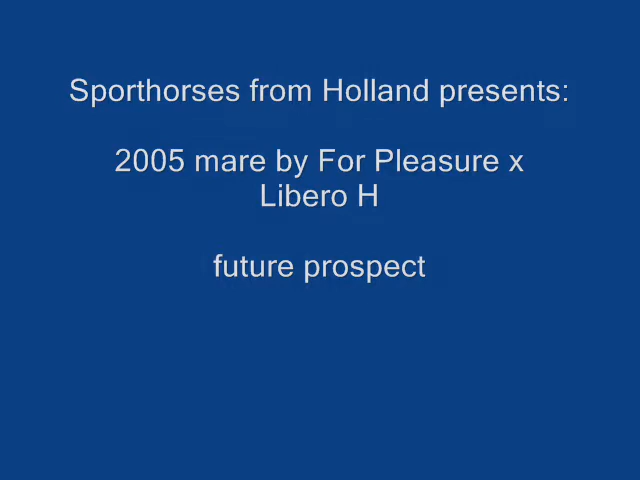 Sporthorses from Holland presents:
2005 mare by For Pleasure x
Libero H
future prospect